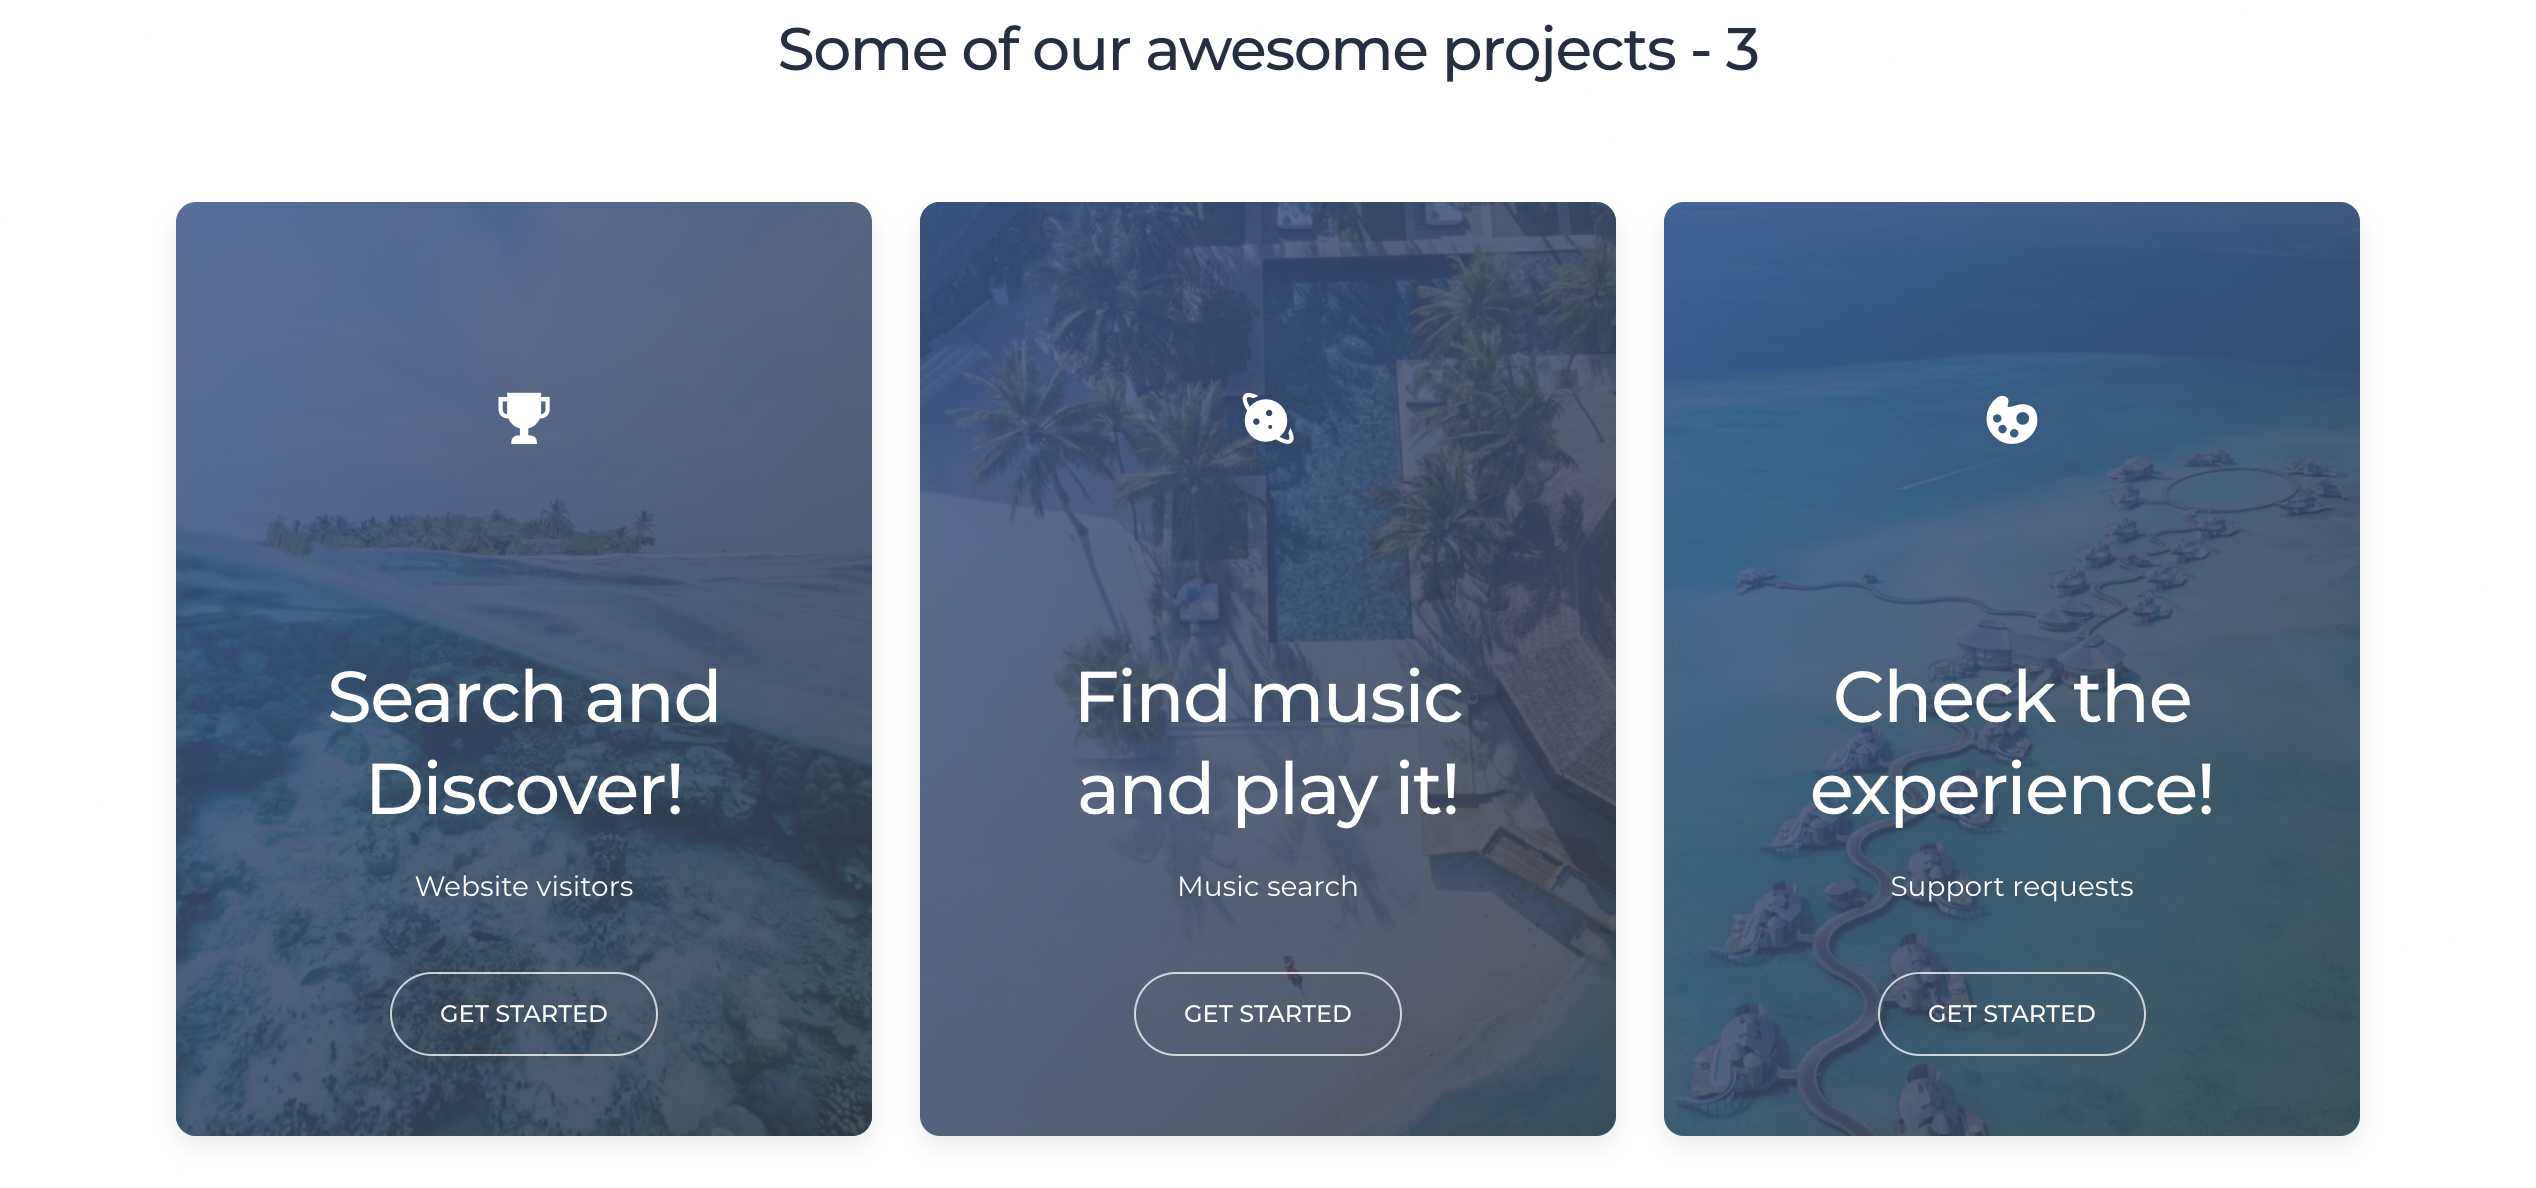 Some of our awesome projects - 3
Search and
Discover!
Website visitors
GET STARTED
Find music
and play it!
Music search
GET STARTED
Check the
experience!
Support requests
GET STARTED